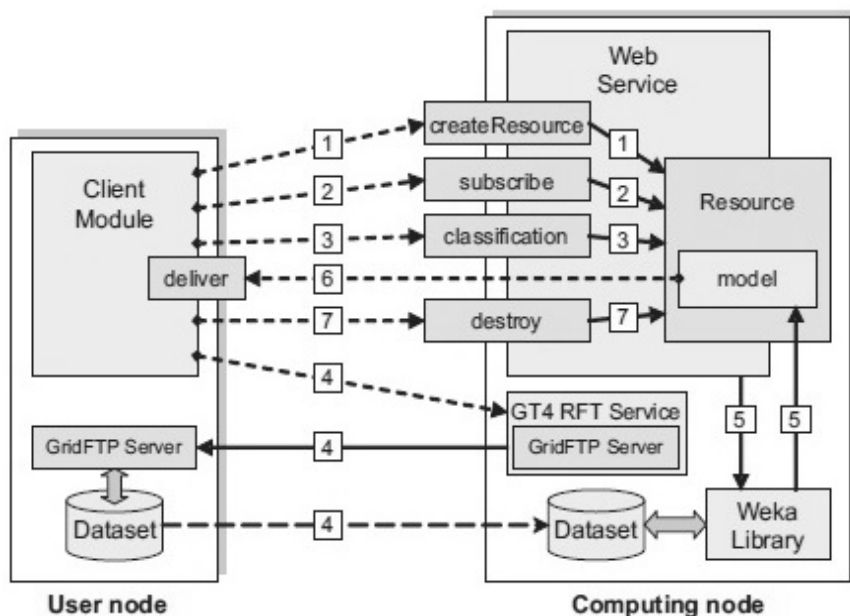 Web
Service
createResource
1
1
Client
Module
subscribe
2
2
Resource
classification
3
3
deliver
6
model
destroy
7
7
4
GT4 RFT Service
5
5
GridFTP Server
4
GridFTP Server
Dataset
4
Dataset
Weka
Library
User node
Computing node